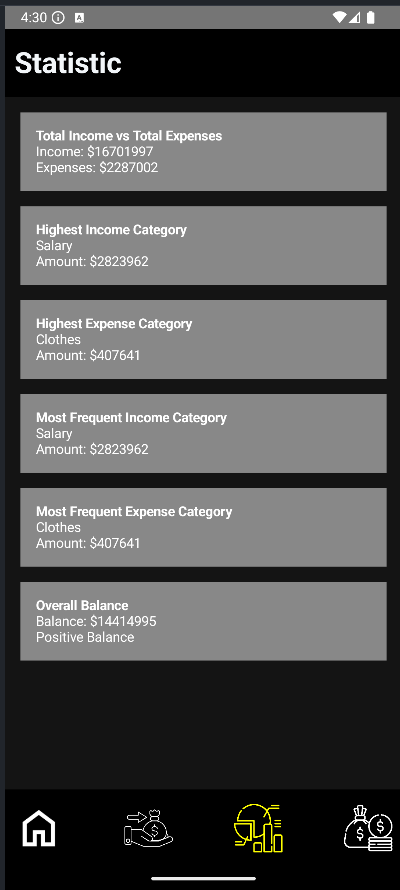 4:30
Statistic
Total Income vs Total Expenses
Income: $16701997
Expenses: $2287002
Highest Income Category
Salary
Amount: $2823962
Highest Expense Category
Clothes
Amount: $407641
Most Frequent Income Category
Salary
Amount: $2823962
Most Frequent Expense Category
Clothes
Amount: $407641
Overall Balance
Balance: $14414995
Positive Balance